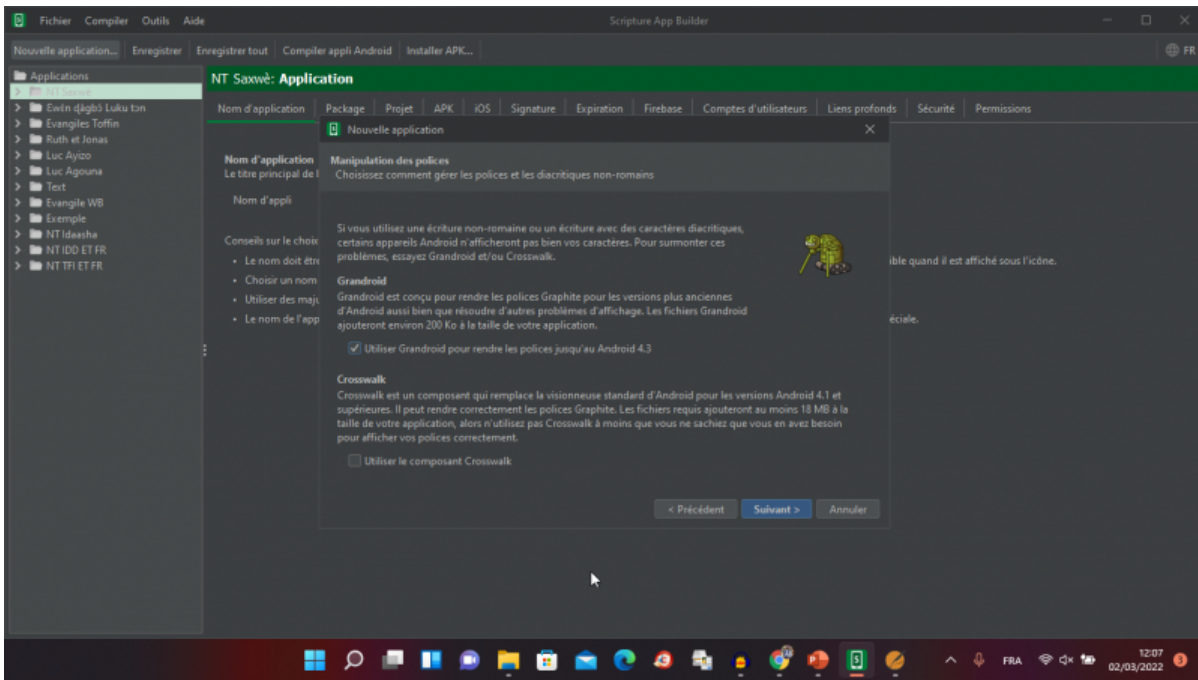 Fichier Compiler Outils Aide
Scripture App Builder
Nouvelle application... Enregistrer Enregistrer tout Compiler appli Android Installer APK...
FR
Applications
NT Saxwè
Ewin ɖagbo Luku tɔn
Evangiles Toffin
Ruth et Jonas
Luc Ayizo
Luc Agouna
Text
Evangile WB
Exemple
NT Idaasha
NT IDD ET FR
NT TFI ET FR
NT Saxwè: Application
Nom d'application Package Projet APK iOS Signature Expiration Firebase Comptes d'utilisateurs Liens profonds Sécurité Permissions
Nom d'application
Le titre principal de l
Nom d'appli
Conseils sur le choix
Le nom doit être
ible quand il est affiché sous l'icône.
Choisir un nom
Utiliser des maju
Le nom de l'app
éciale.
Nouvelle application
Manipulation des polices
Choisissez comment gérer les polices et les diacritiques non-romains
Si vous utilisez une écriture non-romaine ou un écriture avec des caractères diacritiques,
certains appareils Android n'afficheront pas bien vos caractères. Pour surmonter ces
problèmes, essayez Grandroid et/ou Crosswalk.
Grandroid
Grandroid est conçu pour rendre les polices Graphite pour les versions plus anciennes
d'Android aussi bien que résoudre d'autres problèmes d'affichage. Les fichiers Grandroid
ajouteront environ 200 Ko à la taille de votre application.
Utiliser Grandroid pour rendre les polices jusqu'au Android 4.3
Crosswalk
Crosswalk est un composant qui remplace la visionneuse standard d'Android pour les versions Android 4.1 et
supérieures. Il peut rendre correctement les polices Graphite. Les fichiers requis ajouteront au moins 18 MB à la
taille de votre application, alors n'utilisez pas Crosswalk à moins que vous ne sachiez que vous en avez besoin
pour afficher vos polices correctement.
Utiliser le composant Crosswalk
< Précédent Suivant > Annuler
FRA
12:07
02/03/2022
3